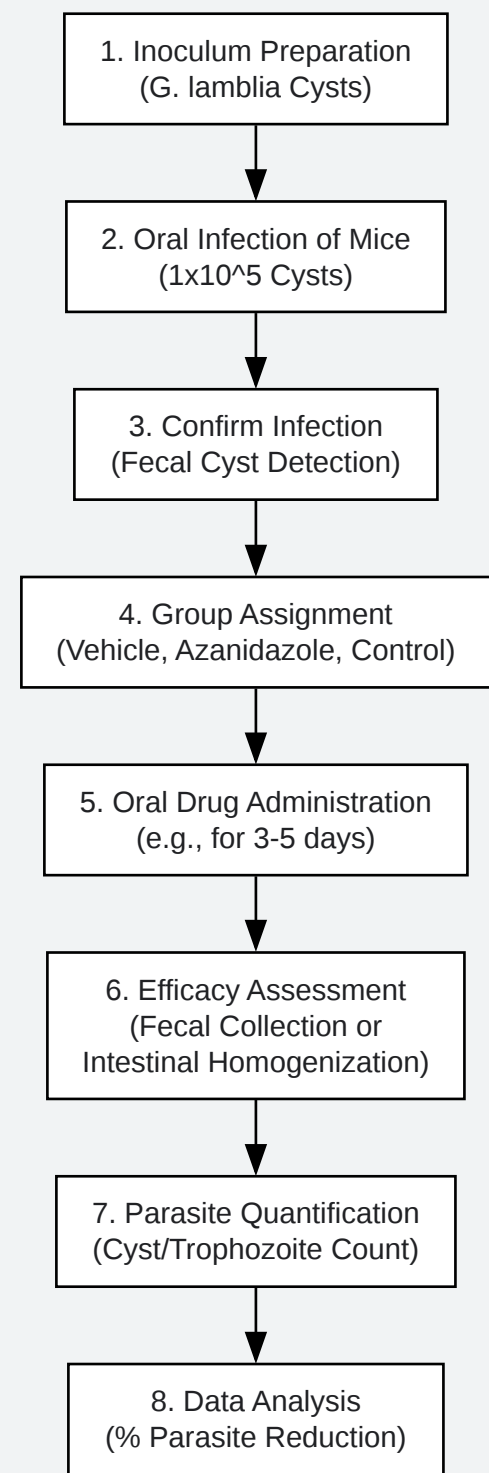 1. Inoculum Preparation
(G. lamblia Cysts)
2. Oral Infection of Mice
(1x10^5 Cysts)
3. Confirm Infection
(Fecal Cyst Detection)
4. Group Assignment
(Vehicle, Azanidazole, Control)
5. Oral Drug Administration
(e.g., for 3-5 days)
6. Efficacy Assessment
(Fecal Collection or
Intestinal Homogenization)
7. Parasite Quantification
(Cyst/Trophozoite Count)
8. Data Analysis
(% Parasite Reduction)